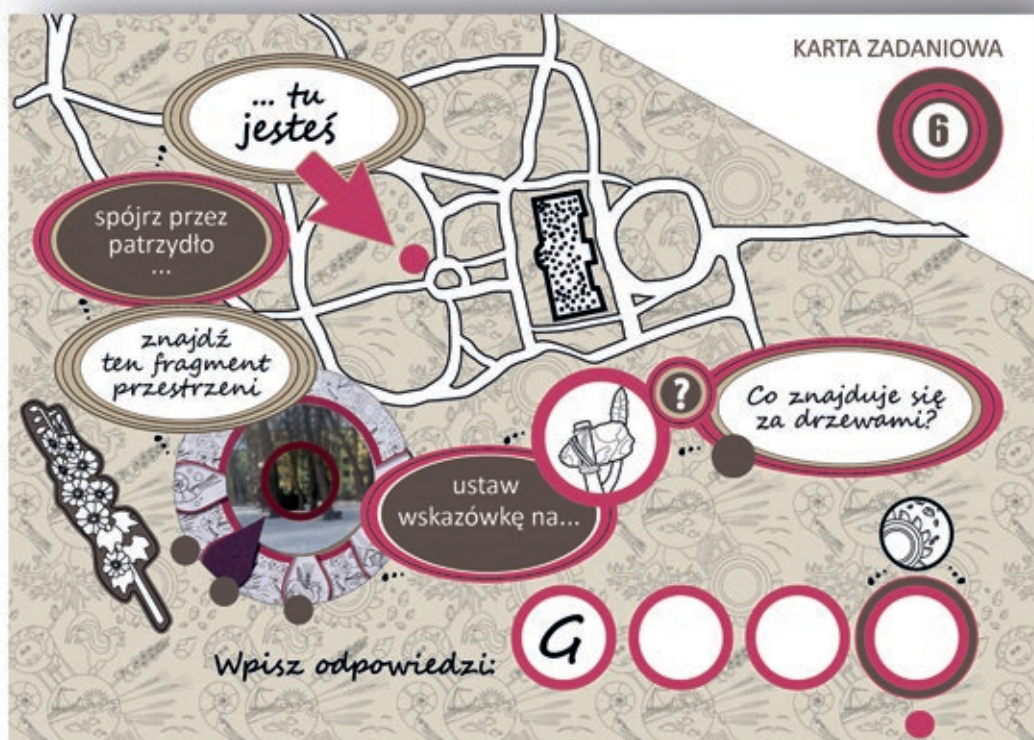 KARTA ZADANIOWA
6
... tu
jesteś
spójrz przez
patrzydło
...
znajdź
ten fragment
przestrzeni
?
Co znajduje się
za drzewami?
ustaw
wskazówkę na...
G
Wpisz odpowiedzi: